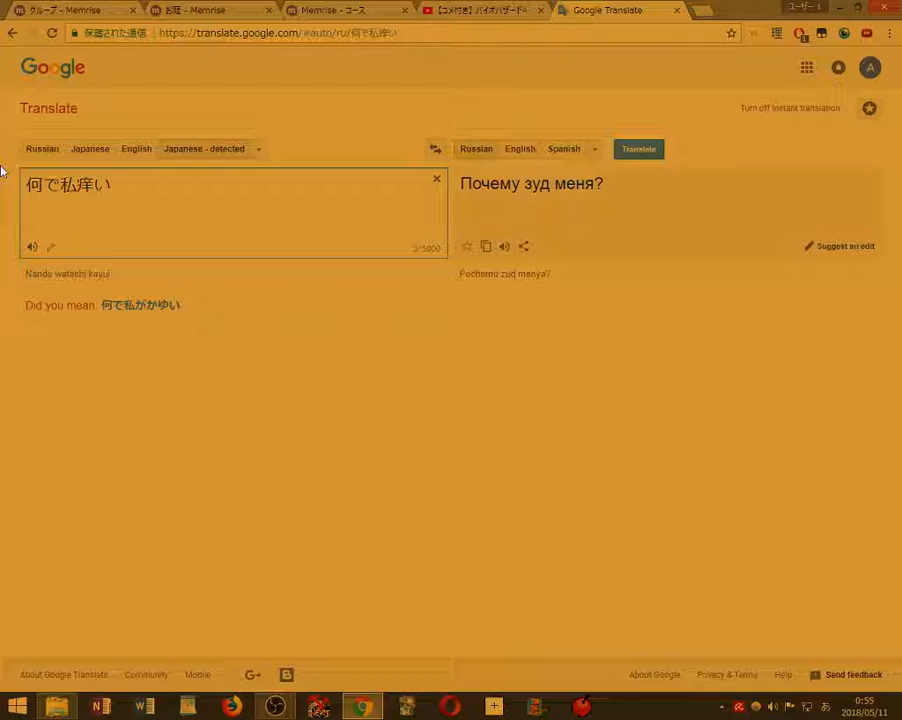 グループ - Memrise
お庭 - Memrise
Memrise - コース
【コメ付き】バイオハザード
Google Translate
ユーザー 1
保護された通信 https://translate.google.com/#auto/ru/何で私痒い
Google
A
Translate
Turn off instant translation
Russian Japanese English Japanese - detected
Russian English Spanish Translate
何で私痒い
Почему зуд меня?
5/5000
Suggest an edit
Nande watashi kayui
Pochemu zud menya?
Did you mean: 何で私がかゆい
About Google Translate Community Mobile G+ B
About Google Privacy & Terms Help Send feedback
あ
0:55
2018/05/11